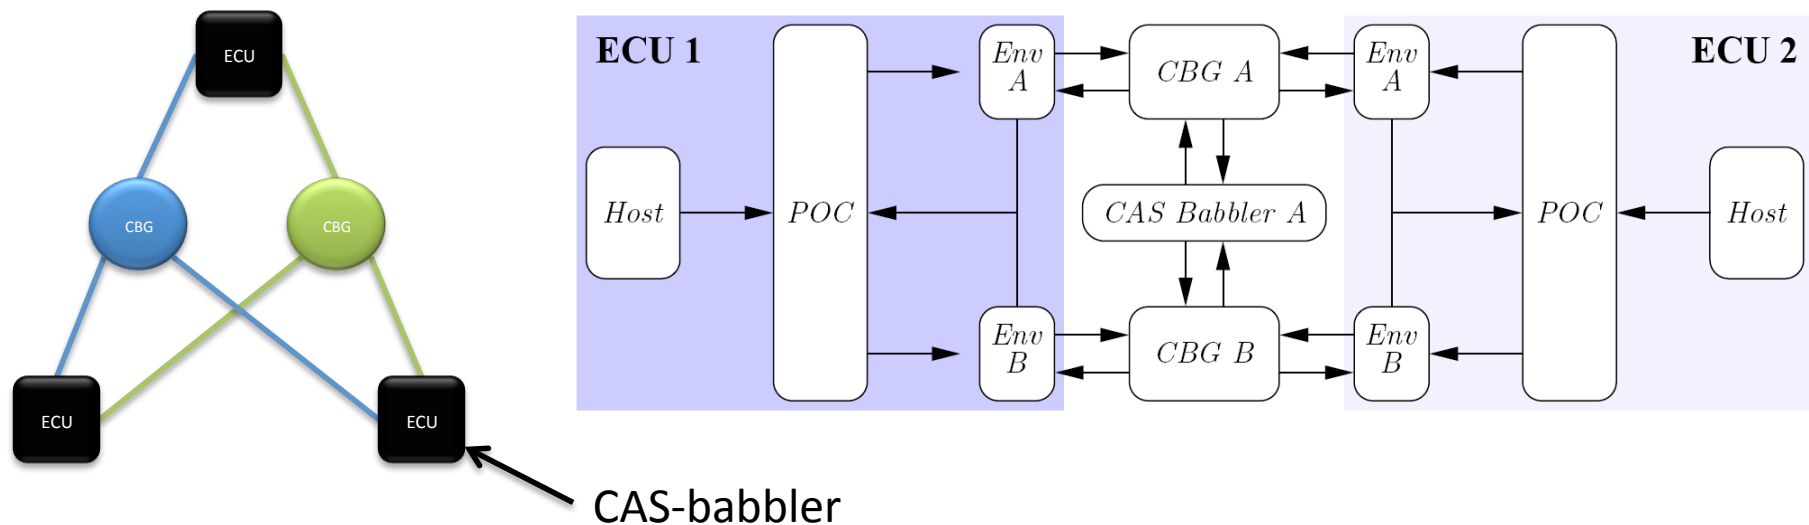 ECU
CBG
CBG
ECU
ECU
CAS-babbler
ECU 1
Host
POC
Env
A
Env
B
CBG A
CAS Babbler A
CBG B
ECU 2
Env
A
Env
B
POC
Host